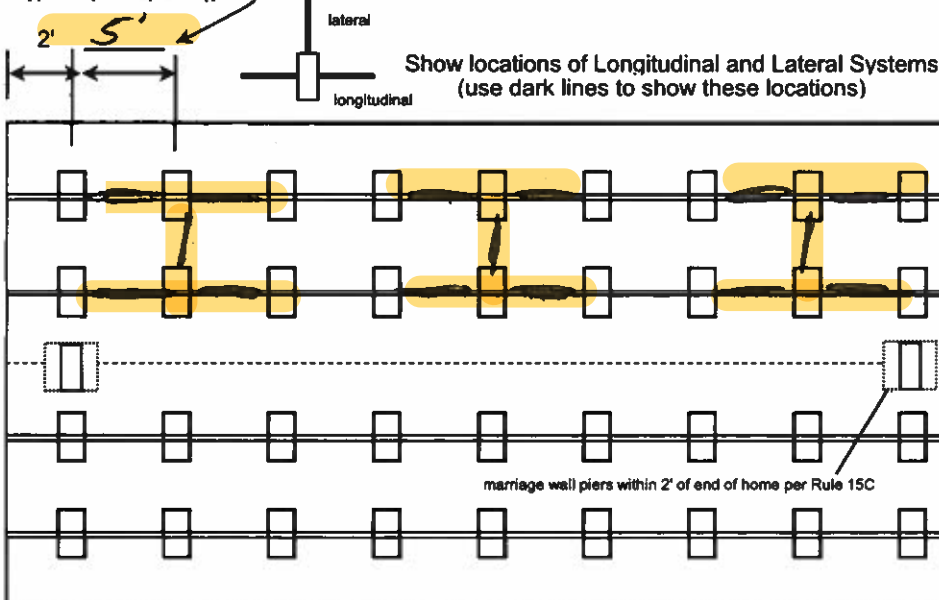 lateral
2' 5'
Show locations of Longitudinal and Lateral Systems
(use dark lines to show these locations)
longitudinal
marriage wall piers within 2' of end of home per Rule 15C